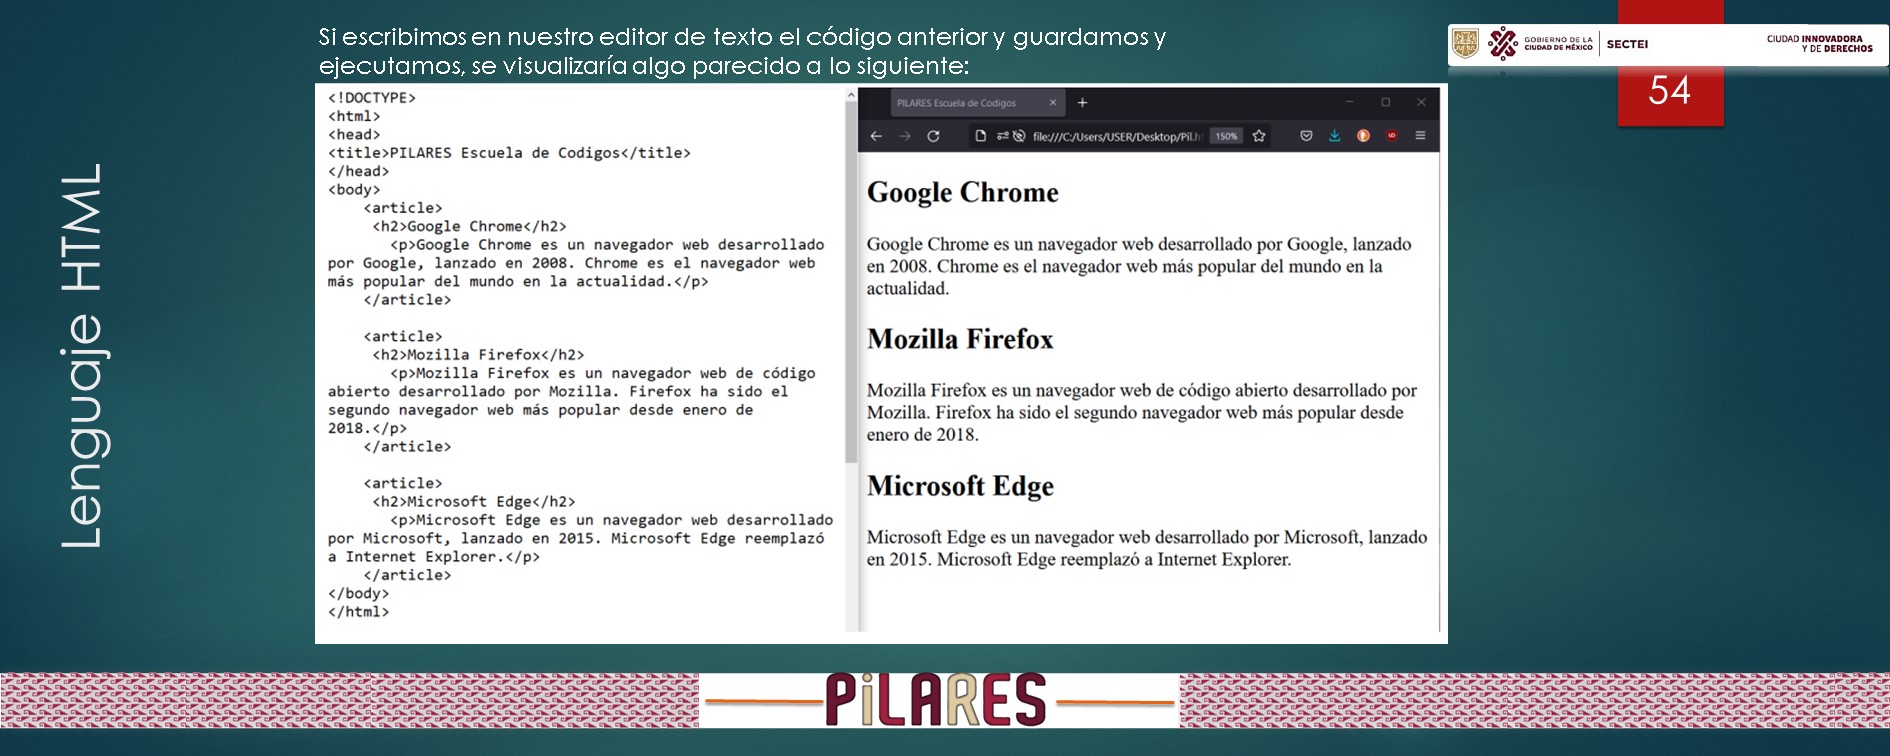 Si escribimos en nuestro editor de texto el código anterior y guardamos y
ejecutamos, se visualizaría algo parecido a lo siguiente:
GOBIERNO DE LA
CIUDAD DE MÉXICO
SECTEI
CIUDAD INNOVADORA
Y DE DERECHOS
54
Lenguaje HTML
<!DOCTYPE>
<html>
<head>
<title>PILARES Escuela de Codigos</title>
</head>
<body>
<article>
<h2>Google Chrome</h2>
<p>Google Chrome es un navegador web desarrollado
por Google, lanzado en 2008. Chrome es el navegador web
más popular del mundo en la actualidad.</p>
</article>
<article>
<h2>Mozilla Firefox</h2>
<p>Mozilla Firefox es un navegador web de código
abierto desarrollado por Mozilla. Firefox ha sido el
segundo navegador web más popular desde enero de
2018.</p>
</article>
<article>
<h2>Microsoft Edge</h2>
<p>Microsoft Edge es un navegador web desarrollado
por Microsoft, lanzado en 2015. Microsoft Edge reemplazó
a Internet Explorer.</p>
</article>
</body>
</html>
PILARES Escuela de Codigos
file:///C:/Users/USER/Desktop/Pil.h
150%
Google Chrome
Google Chrome es un navegador web desarrollado por Google, lanzado
en 2008. Chrome es el navegador web más popular del mundo en la
actualidad.
Mozilla Firefox
Mozilla Firefox es un navegador web de código abierto desarrollado por
Mozilla. Firefox ha sido el segundo navegador web más popular desde
enero de 2018.
Microsoft Edge
Microsoft Edge es un navegador web desarrollado por Microsoft, lanzado
en 2015. Microsoft Edge reemplazó a Internet Explorer.
PiLARES